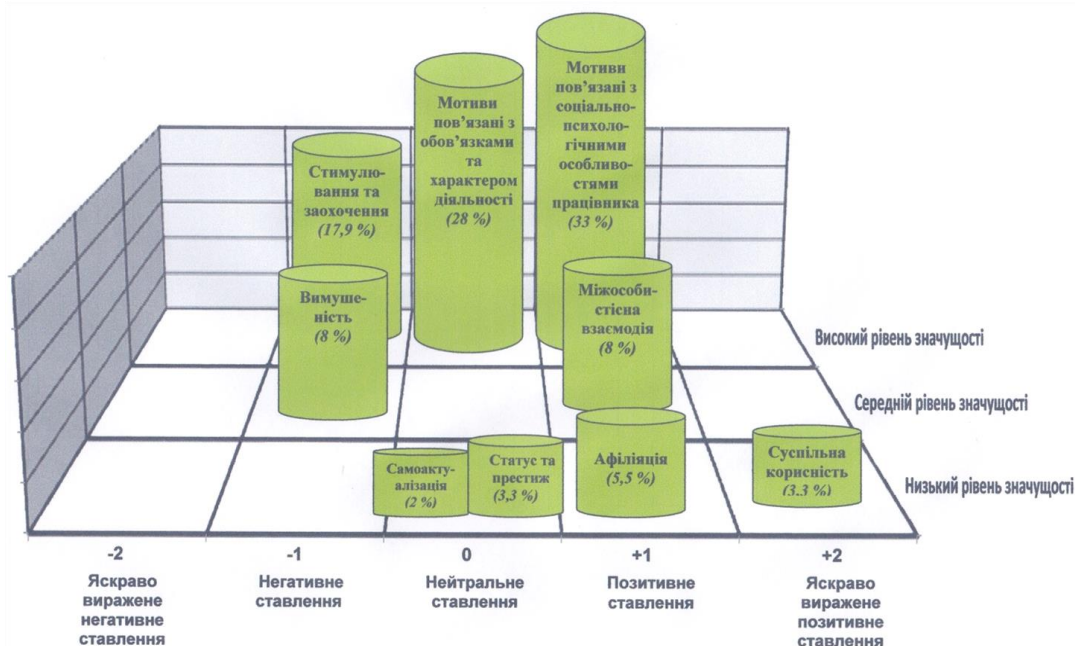 Мотиви
пов’язані з
соціально-
психоло-
гічними
особливо-
стями
працівника
(33 %)
Мотиви
пов’язані з
обов’язками
та
характером
діяльності
(28 %)
Стимулю-
вання та
заохочення
(17,9 %)
Вимуше-
ність
(8 %)
Міжособи-
стісна
взаємодія
(8 %)
Самоакту-
алізація
(2 %)
Статус та
престиж
(3,3 %)
Афіліяція
(5,5 %)
Суспільна
корисність
(3.3 %)
Високий рівень значущості
Середній рівень значущості
Низький рівень значущості
-2
-1
0
+1
+2
Яскраво
виражене
негативне
ставлення
Негативне
ставлення
Нейтральне
ставлення
Позитивне
ставлення
Яскраво
виражене
позитивне
ставлення